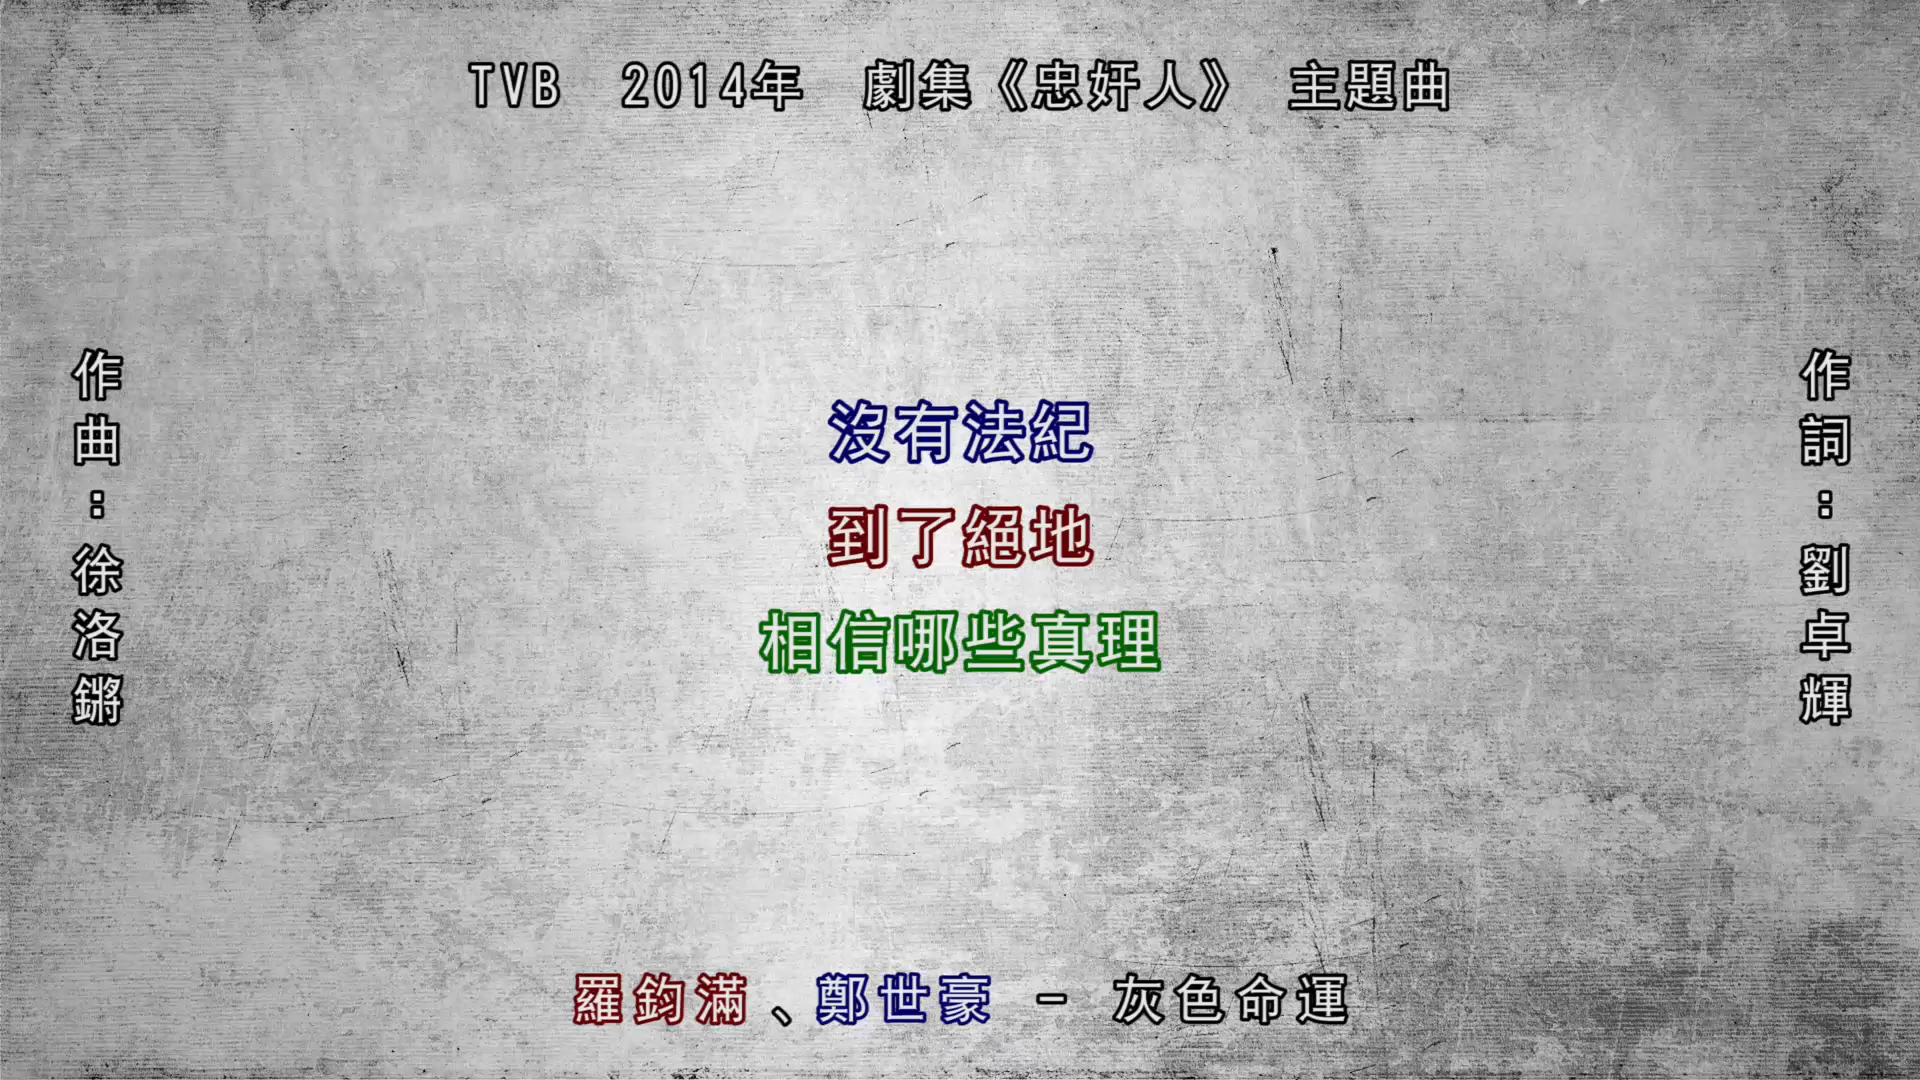 TVB 2014年 劇集《忠奸人》 主題曲
作曲：徐洛鏘
沒有法紀
到了絕地
相信哪些真理
作詞：劉卓輝
羅鈞滿、鄭世豪 - 灰色命運